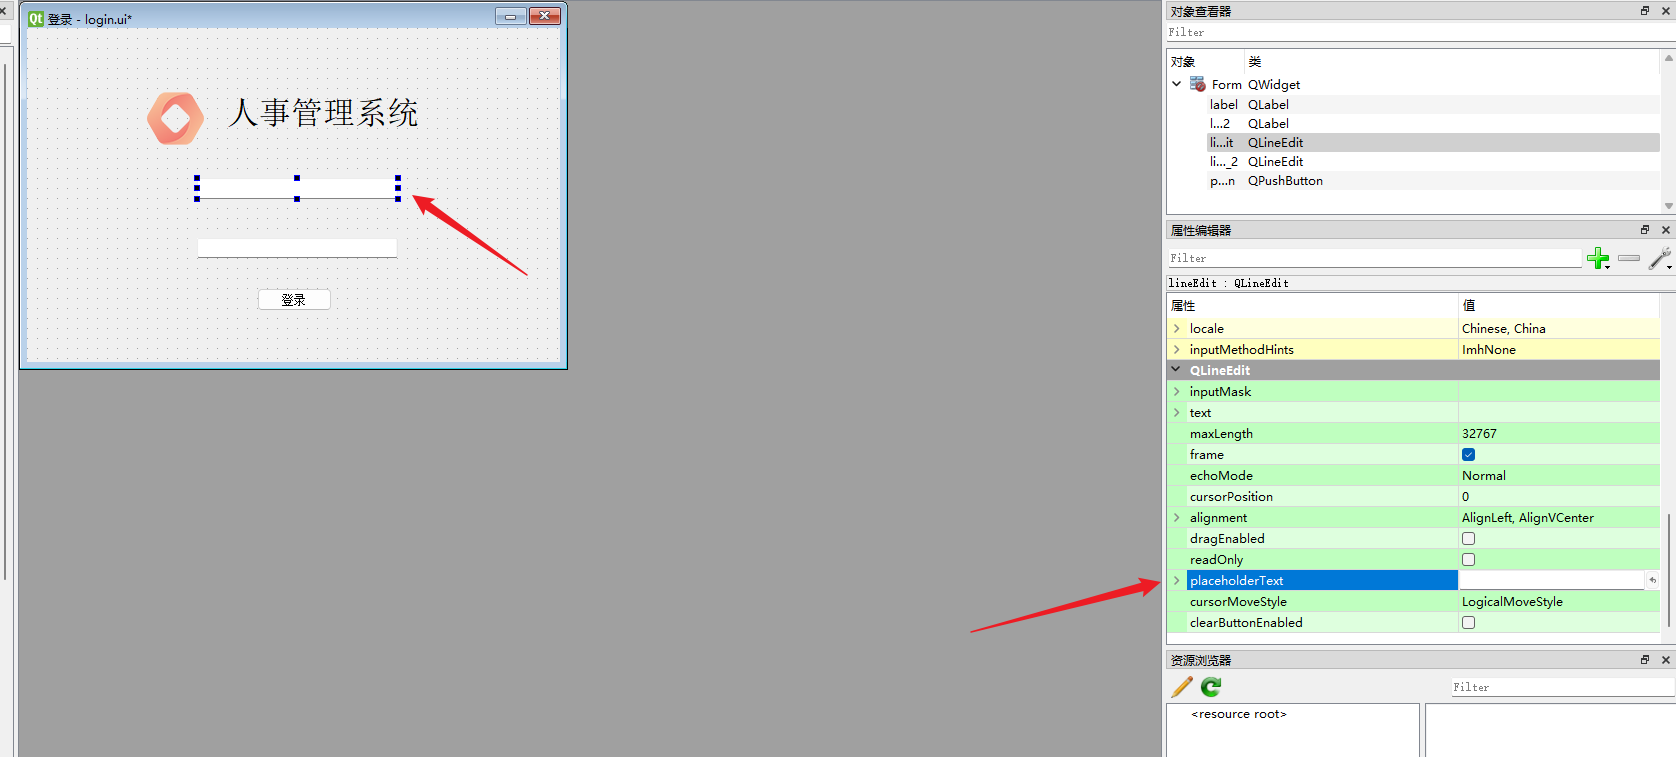 登录 - login.ui*
人事管理系统
登录
对象查看器
Filter
对象 类
Form QWidget
label QLabel
l...2 QLabel
li...it QLineEdit
li..._2 QLineEdit
p...n QPushButton
属性编辑器
Filter
lineEdit : QLineEdit
属性 值
locale Chinese, China
inputMethodHints ImhNone
QLineEdit
inputMask
text
maxLength 32767
frame
echoMode Normal
cursorPosition 0
alignment AlignLeft, AlignVCenter
dragEnabled
readOnly
placeholderText
cursorMoveStyle LogicalMoveStyle
clearButtonEnabled
资源浏览器
Filter
<resource root>